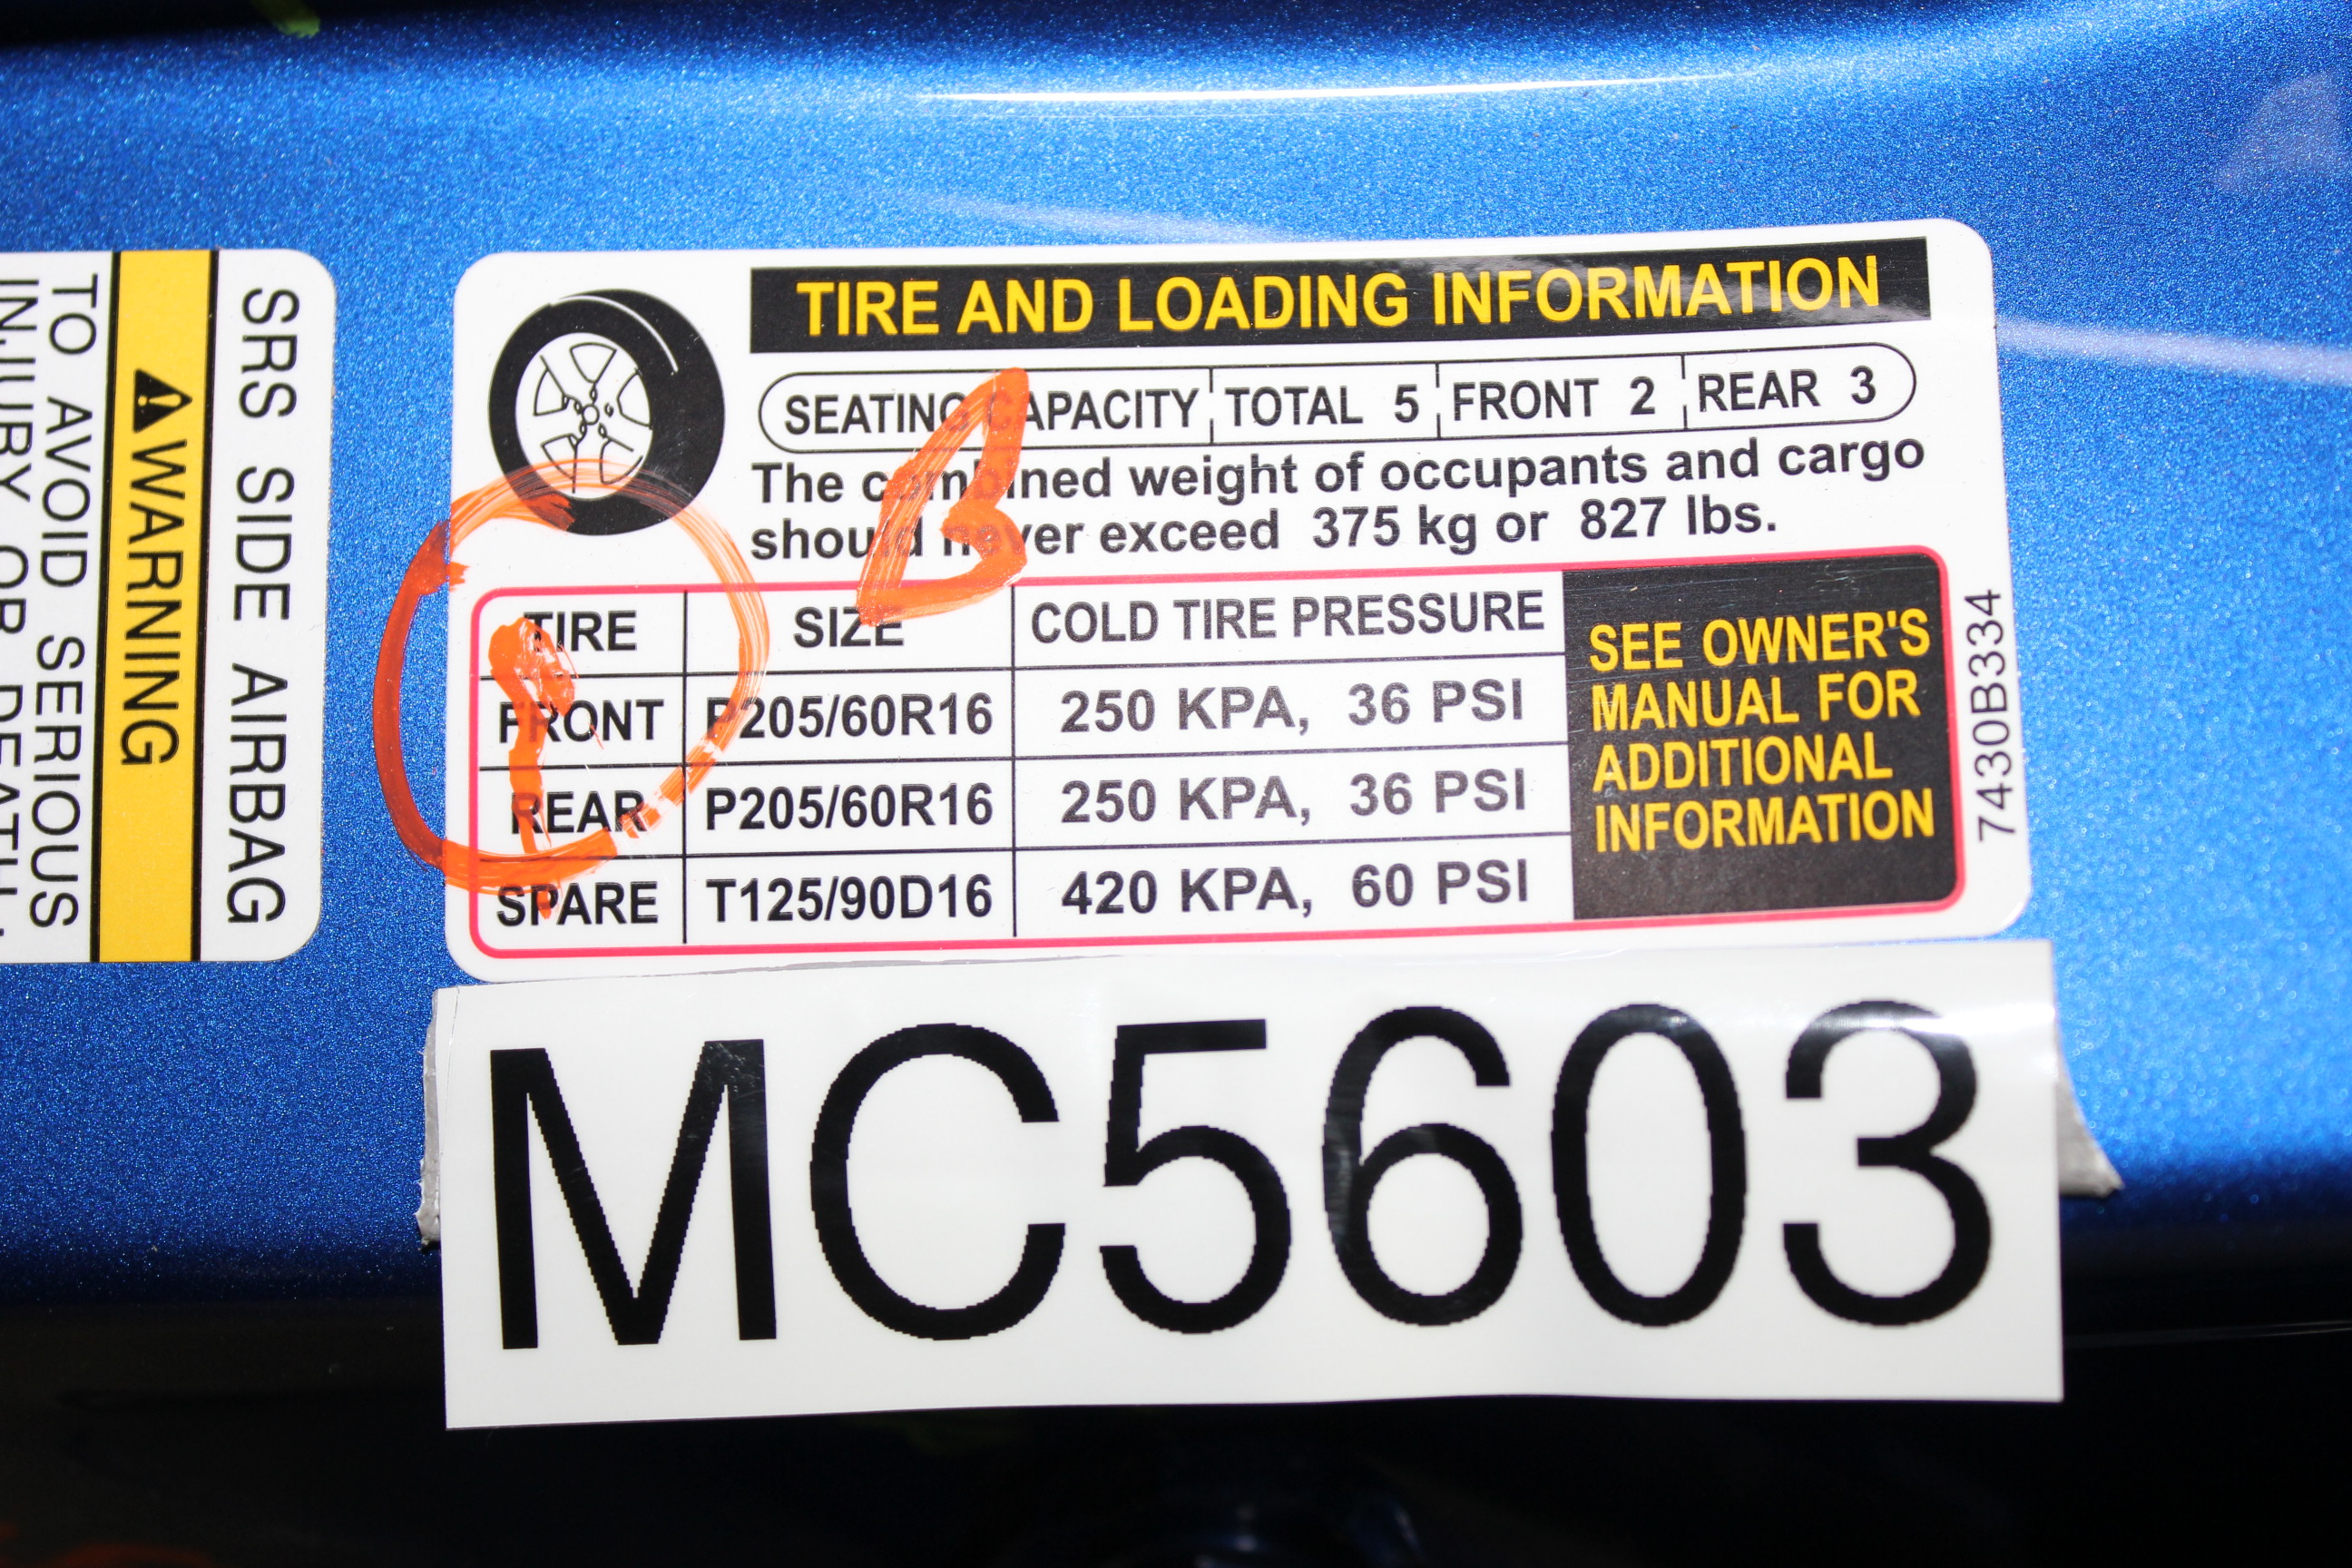 SRS SIDE AIRBAG
WARNING
TO AVOID SERIOUS
INJURY OR DEATH:
TIRE AND LOADING INFORMATION
SEATING CAPACITY TOTAL 5 FRONT 2 REAR 3
The combined weight of occupants and cargo
should never exceed 375 kg or 827 lbs.
TIRE SIZE COLD TIRE PRESSURE
FRONT P205/60R16 250 KPA, 36 PSI
REAR P205/60R16 250 KPA, 36 PSI
SPARE T125/90D16 420 KPA, 60 PSI
SEE OWNER'S
MANUAL FOR
ADDITIONAL
INFORMATION
7430B334
B
MC5603